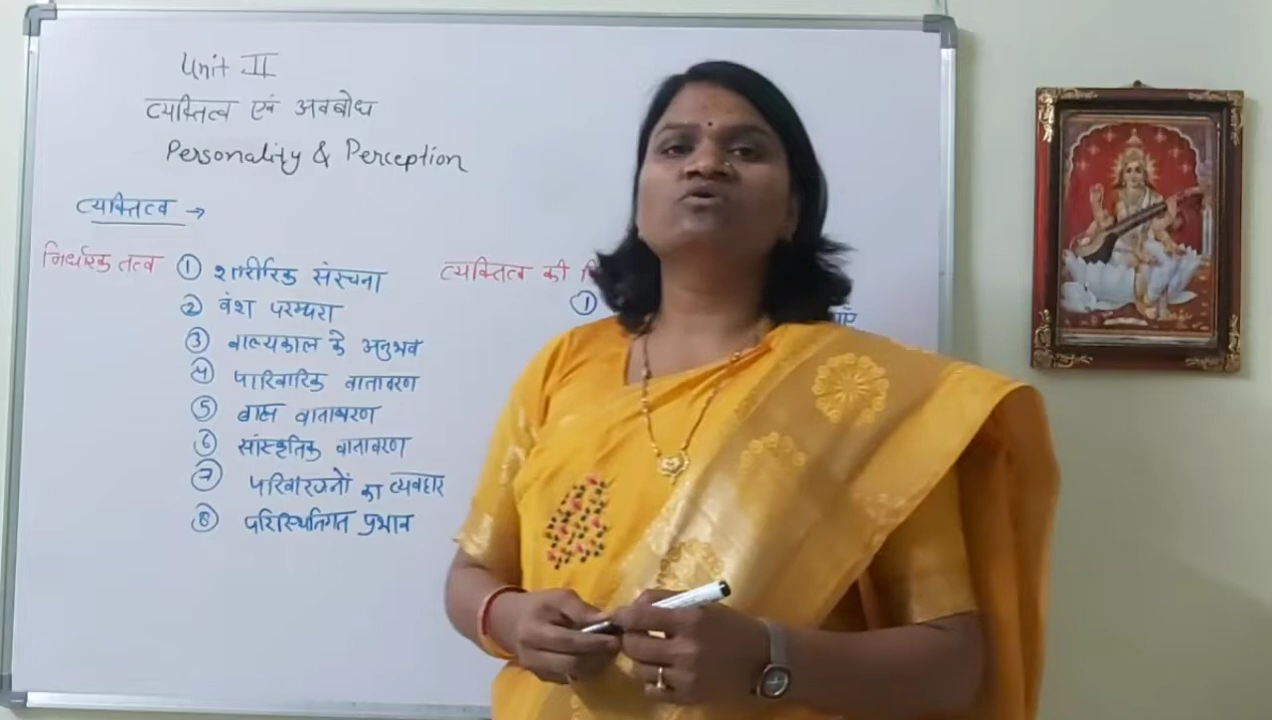 Unit II
व्यक्तित्व एवं अवबोध
Personality & Perception
व्यक्तित्व →
निर्धारक तत्व ① शारीरिक संरचना
② वंश परम्परा
③ बाल्यकाल के अनुभव
④ पारिवारिक वातावरण
⑤ बाह्य वातावरण
⑥ सांस्कृतिक वातावरण
⑦ परिवारजनों का व्यवहार
⑧ परिस्थितिगत प्रभाव
व्यक्तित्व की
①